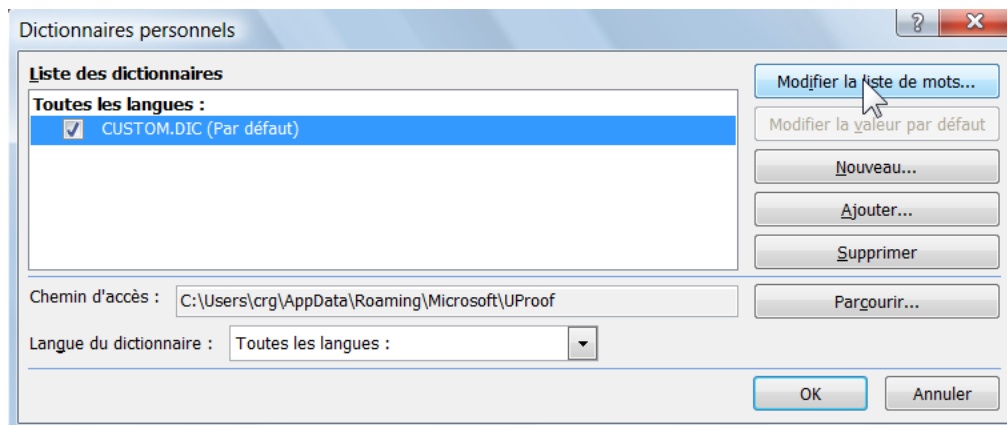 Dictionnaires personnels
Liste des dictionnaires
Toutes les langues :
CUSTOM.DIC (Par défaut)
Modifier la liste de mots...
Modifier la valeur par défaut
Nouveau...
Ajouter...
Supprimer
Chemin d'accès : C:\Users\crg\AppData\Roaming\Microsoft\UProof
Parcourir...
Langue du dictionnaire : Toutes les langues :
OK Annuler